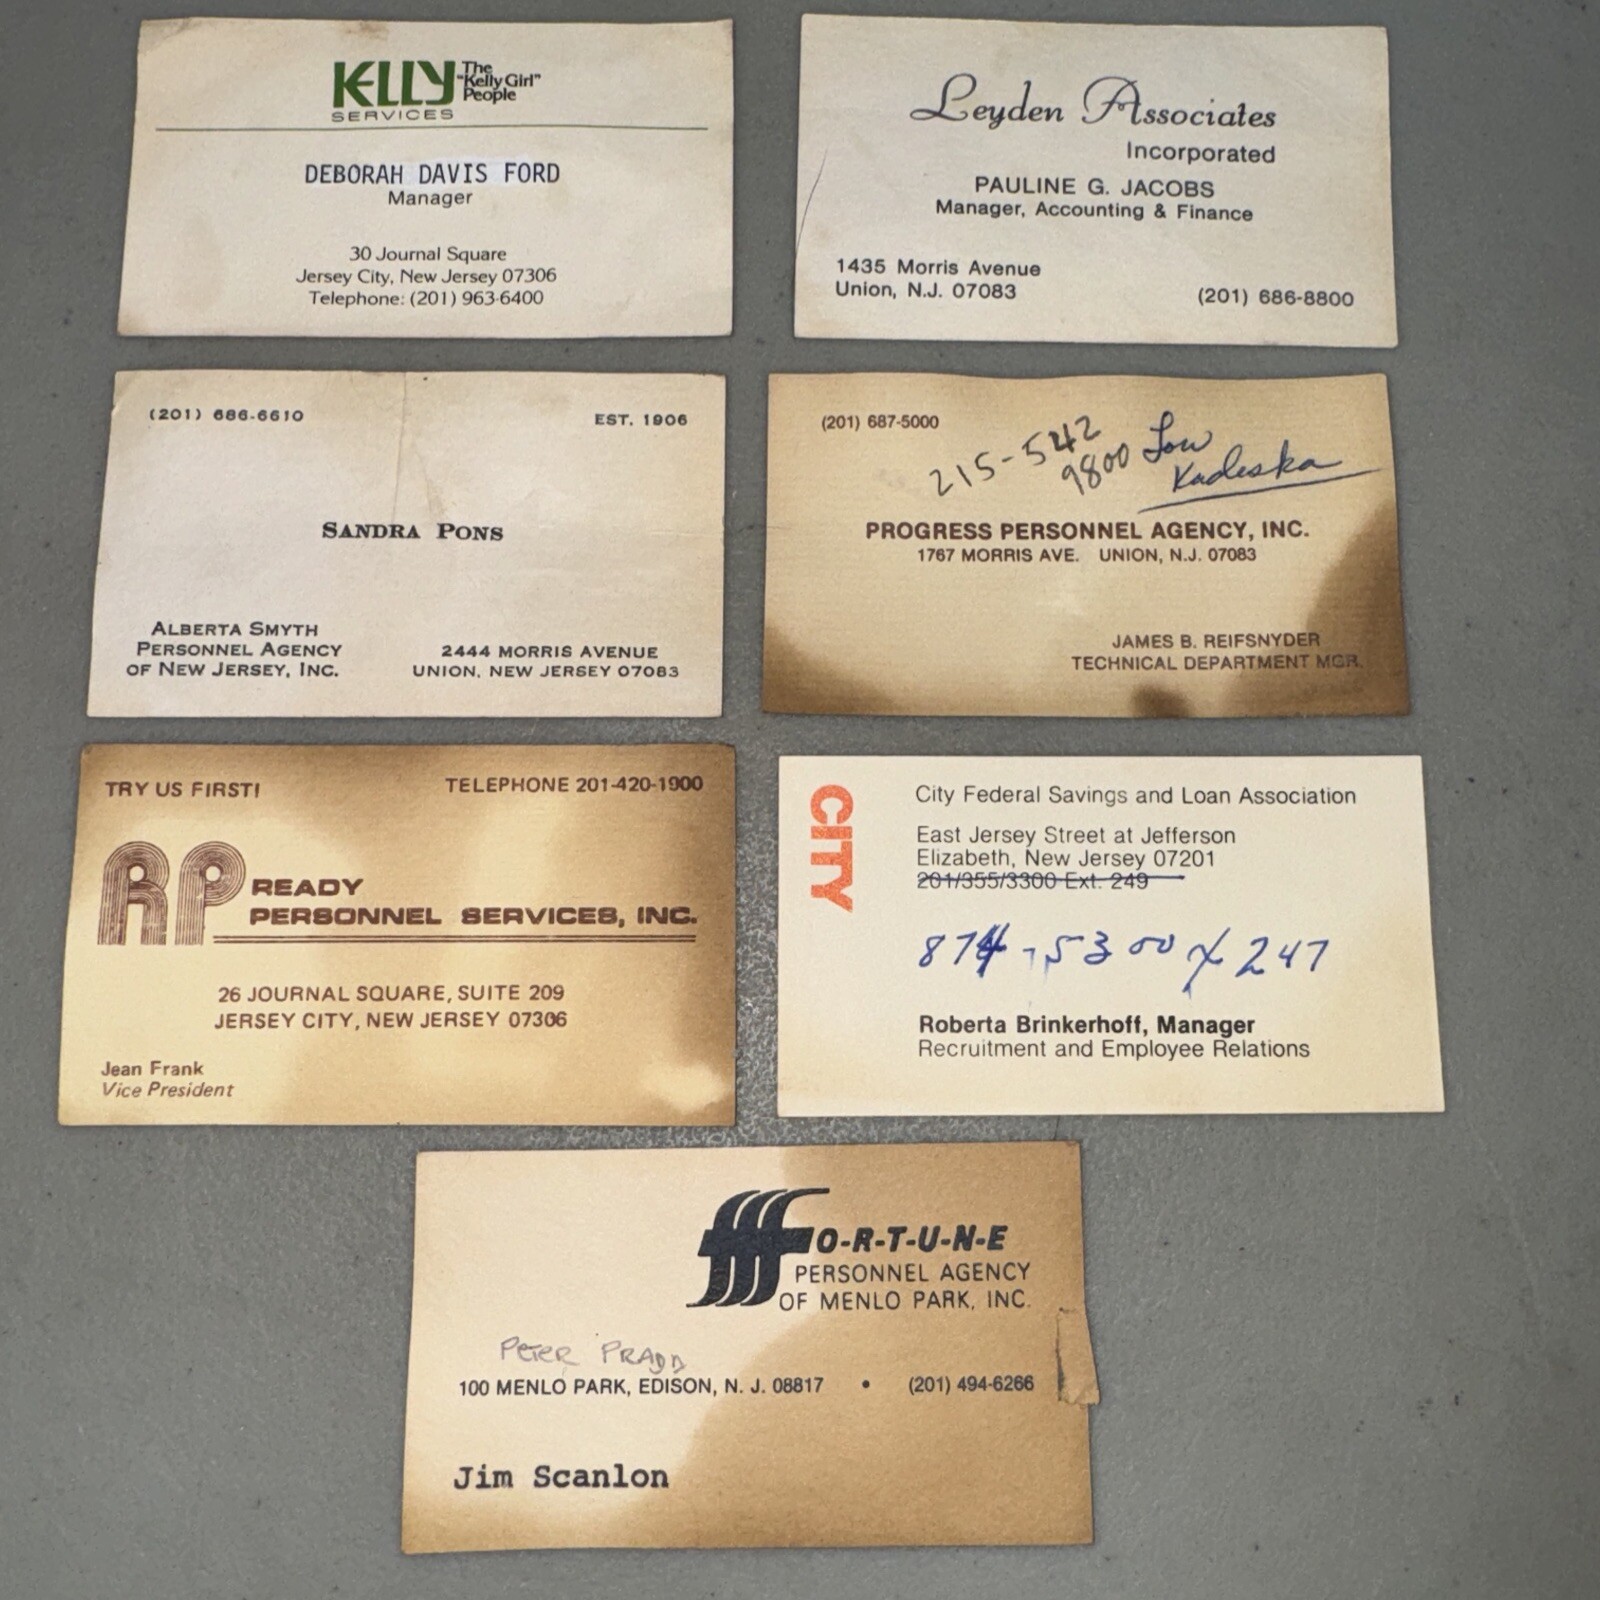 KELLY The
"Kelly Girl"
People
SERVICES
DEBORAH DAVIS FORD
Manager
30 Journal Square
Jersey City, New Jersey 07306
Telephone: (201) 963-6400
Leyden Associates
Incorporated
PAULINE G. JACOBS
Manager, Accounting & Finance
1435 Morris Avenue
Union, N.J. 07083
(201) 686-8800
(201) 686-6610
EST. 1906
SANDRA PONS
ALBERTA SMYTH
PERSONNEL AGENCY
OF NEW JERSEY, INC.
2444 MORRIS AVENUE
UNION, NEW JERSEY 07083
(201) 687-5000
215-542
9800
PROGRESS PERSONNEL AGENCY, INC.
1767 MORRIS AVE. UNION, N.J. 07083
JAMES B. REIFSNYDER
TECHNICAL DEPARTMENT MGR.
TRY US FIRST!
TELEPHONE 201-420-1900
RP READY
PERSONNEL SERVICES, INC.
26 JOURNAL SQUARE, SUITE 209
JERSEY CITY, NEW JERSEY 07306
Jean Frank
Vice President
CITY
City Federal Savings and Loan Association
East Jersey Street at Jefferson
Elizabeth, New Jersey 07201
201/355/3300 Ext. 249
874-5300 x 247
Roberta Brinkerhoff, Manager
Recruitment and Employee Relations
FO-R-T-U-N-E
PERSONNEL AGENCY
OF MENLO PARK, INC.
PETER
100 MENLO PARK, EDISON, N. J. 08817 • (201) 494-6266
Jim Scanlon